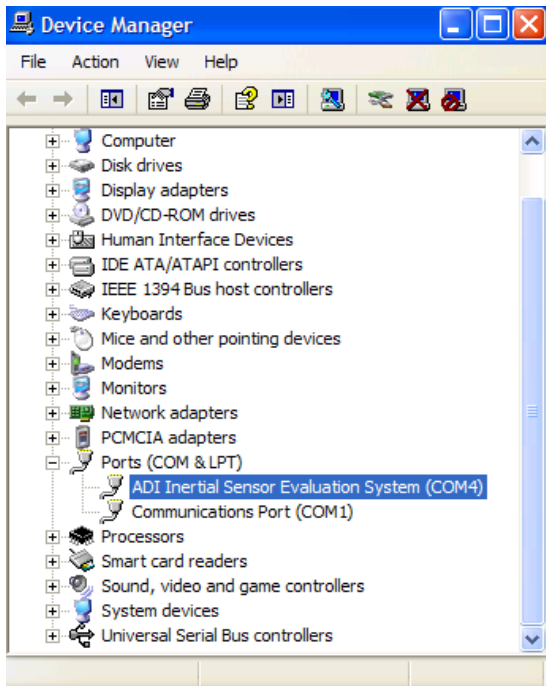 Device Manager
File Action View Help
Computer
Disk drives
Display adapters
DVD/CD-ROM drives
Human Interface Devices
IDE ATA/ATAPI controllers
IEEE 1394 Bus host controllers
Keyboards
Mice and other pointing devices
Modems
Monitors
Network adapters
PCMCIA adapters
Ports (COM & LPT)
ADI Inertial Sensor Evaluation System (COM4)
Communications Port (COM1)
Processors
Smart card readers
Sound, video and game controllers
System devices
Universal Serial Bus controllers